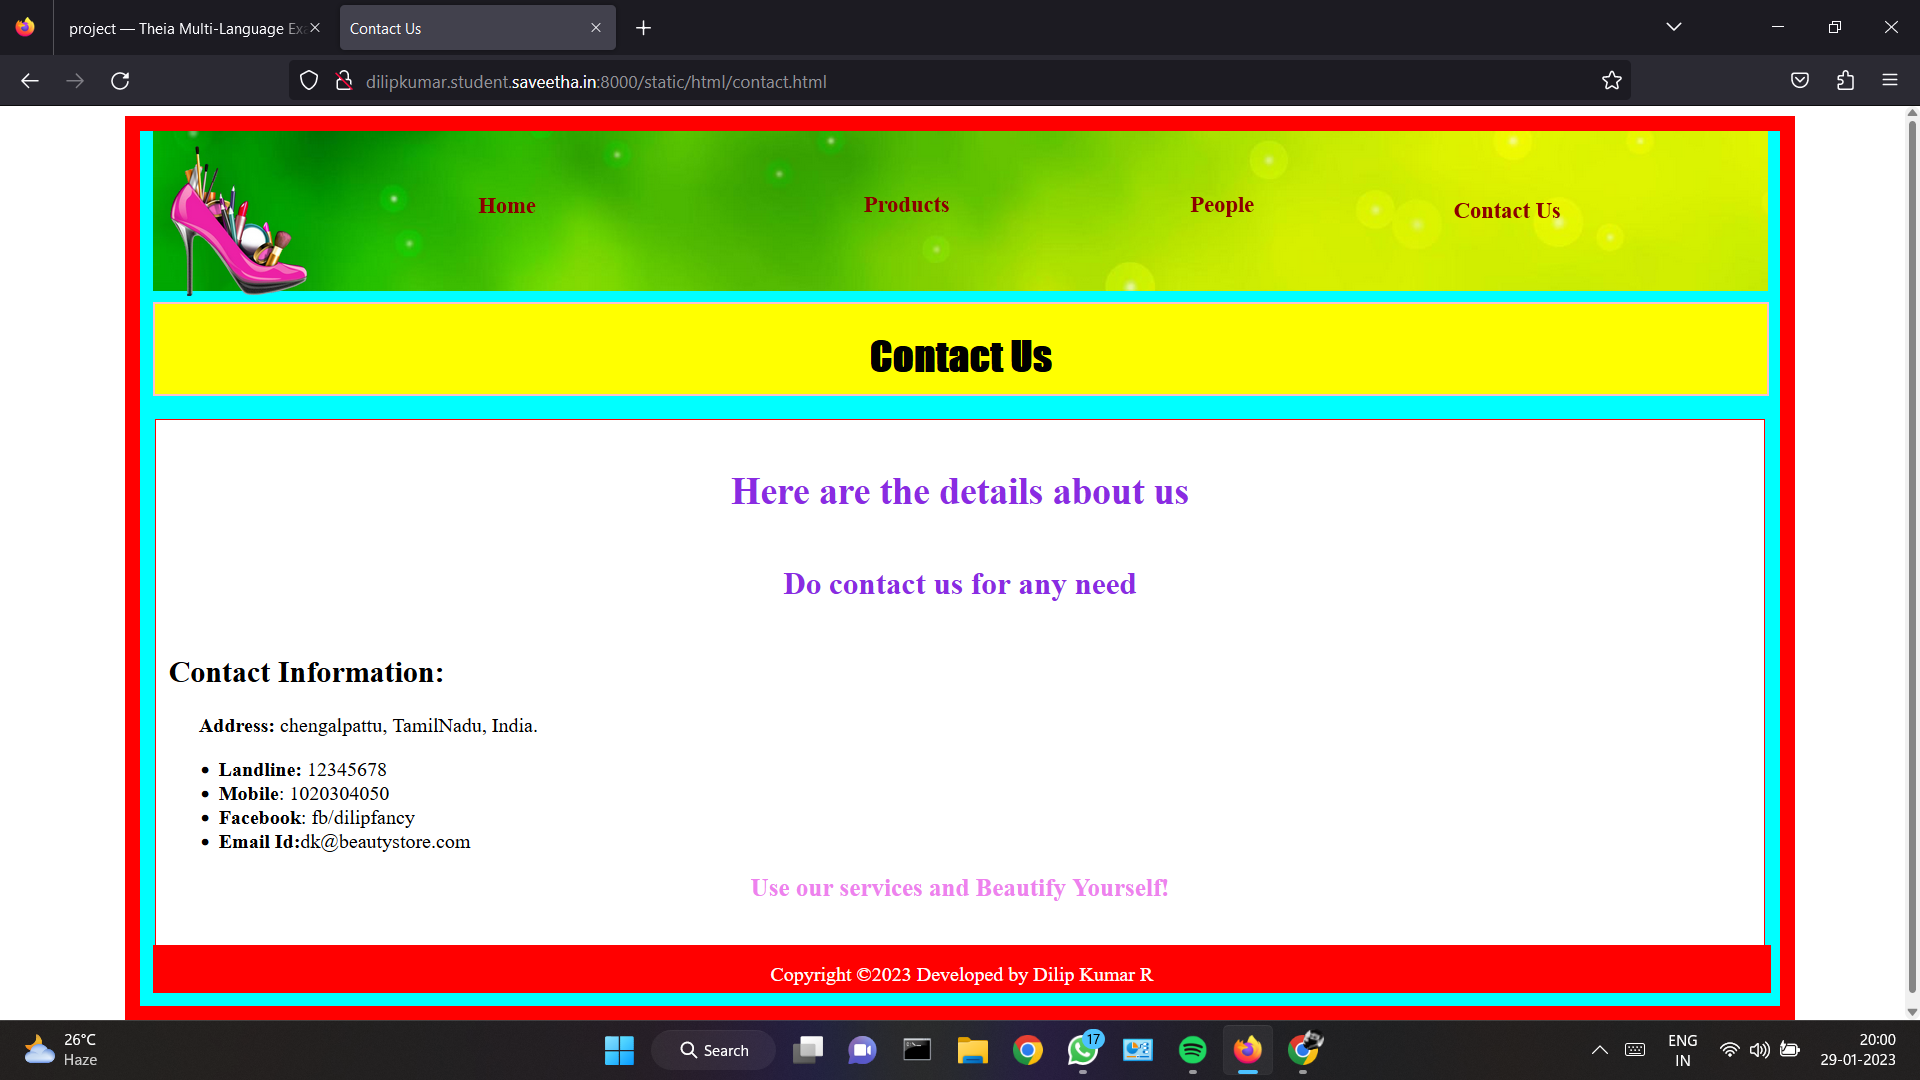 project — Theia Multi-Language Exa
Contact Us
dilipkumar.student.saveetha.in:8000/static/html/contact.html
Home
Products
People
Contact Us
Contact Us
Here are the details about us
Do contact us for any need
Contact Information:
Address: chengalpattu, TamilNadu, India.
Landline: 12345678
Mobile: 1020304050
Facebook: fb/dilipfancy
Email Id:dk@beautystore.com
Use our services and Beautify Yourself!
Copyright ©2023 Developed by Dilip Kumar R
26°C
Haze
Search
17
ENG
IN
20:00
29-01-2023